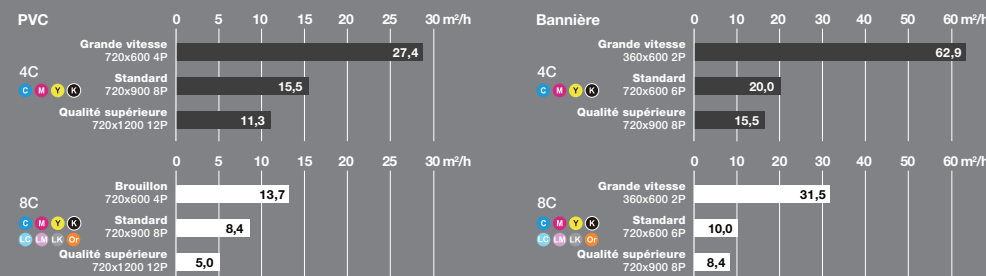 PVC
0 5 10 15 20 25 30 m²/h
Grande vitesse
720x600 4P
27,4
4C
Standard
720x900 8P
15,5
C M Y K
Qualité supérieure
720x1200 12P
11,3
0 5 10 15 20 25 30 m²/h
Brouillon
720x600 4P
13,7
8C
Standard
720x900 8P
8,4
C M Y K
LC LM LK Or
Qualité supérieure
720x1200 12P
5,0
Bannière
0 10 20 30 40 50 60 m²/h
Grande vitesse
360x600 2P
62,9
4C
Standard
720x600 6P
20,0
C M Y K
Qualité supérieure
720x900 8P
15,5
0 10 20 30 40 50 60 m²/h
Grande vitesse
360x600 2P
31,5
8C
Standard
720x600 6P
10,0
C M Y K
LC LM LK Or
Qualité supérieure
720x900 8P
8,4